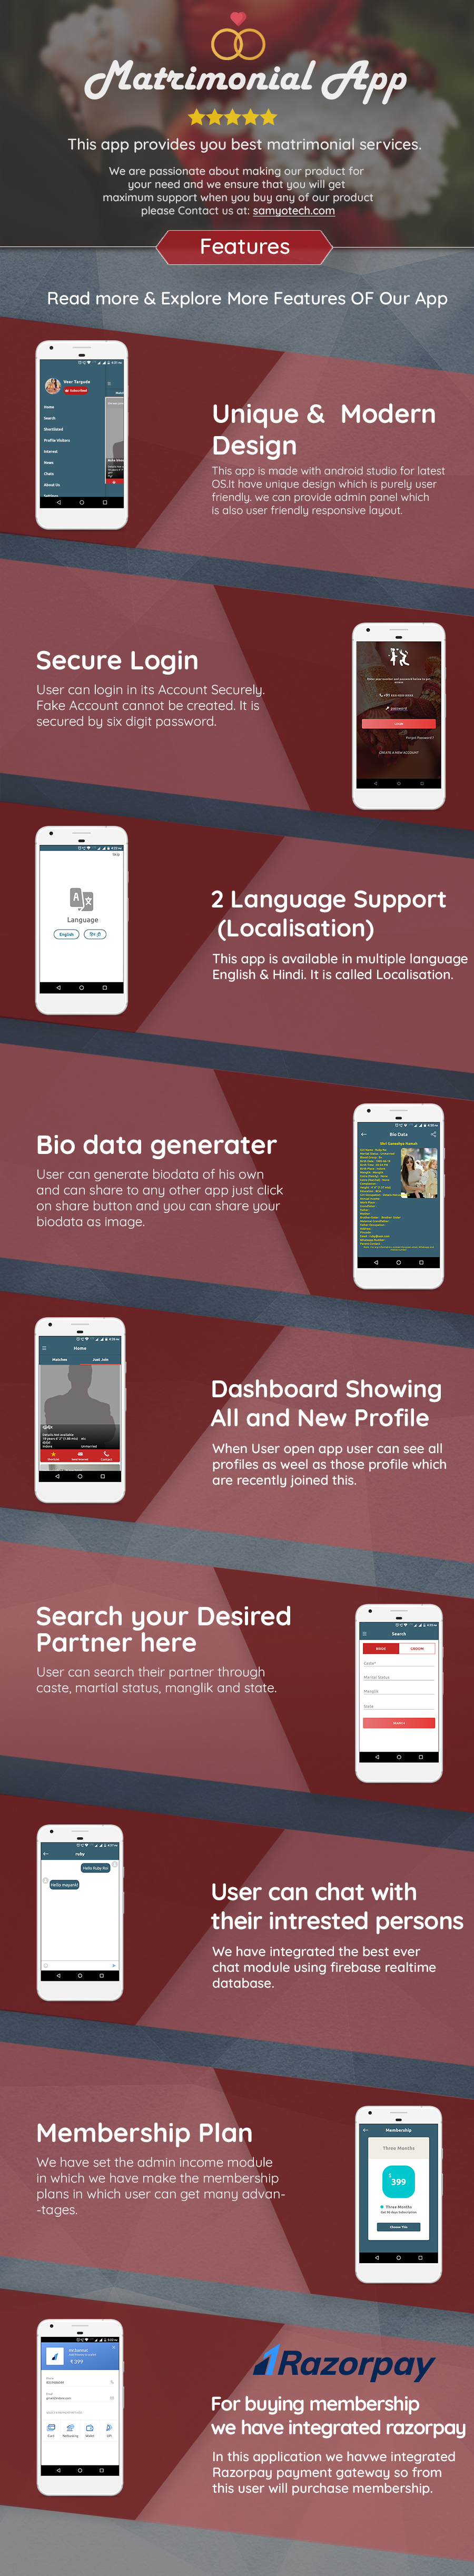 Matrimonial App
This app provides you best matrimonial services.
We are passionate about making our product for
your need and we ensure that you will get
maximum support when you buy any of our product
please Contact us at: samyotech.com
Features
Read more & Explore More Features OF Our App
Veer Targude
Subscribed
Home
Search
Shortlisted
Profile Visitors
Interest
News
Chats
About Us
Settings
Unique & Modern
Design
This app is made with android studio for latest
OS.It have unique design which is purely user
friendly. we can provide admin panel which
is also user friendly responsive layout.
Secure Login
User can login in its Account Securely.
Fake Account cannot be created. It is
secured by six digit password.
LOGIN
Forgot Password?
CREATE A NEW ACCOUNT
Skip
Language
English
हिन्दी
2 Language Support
(Localisation)
This app is available in multiple language
English & Hindi. It is called Localisation.
Bio data generater
User can generate biodata of his own
and can share to any other app just click
on share button and you can share your
biodata as image.
Bio Data
Home
Matches
Just Join
Dashboard Showing
All and New Profile
When User open app user can see all
profiles as weel as those profile which
are recently joined this.
Search your Desired
Partner here
User can search their partner through
caste, martial status, manglik and state.
Search
BRIDE
GROOM
Caste*
Marital Status
Manglik
State
SEARCH
ruby
Hello Ruby Roi
Hello mayank!
User can chat with
their intrested persons
We have integrated the best ever
chat module using firebase realtime
database.
Membership Plan
We have set the admin income module
in which we have make the membership
plans in which user can get many advan-
-tages.
Membership
Three Months
$
399
Three Months
Get 90 days Subscription
Choose This
₹ 399
Phone
Email
Card
Netbanking
Wallet
UPI
Razorpay
For buying membership
we have integrated razorpay
In this application we havwe integrated
Razorpay payment gateway so from
this user will purchase membership.